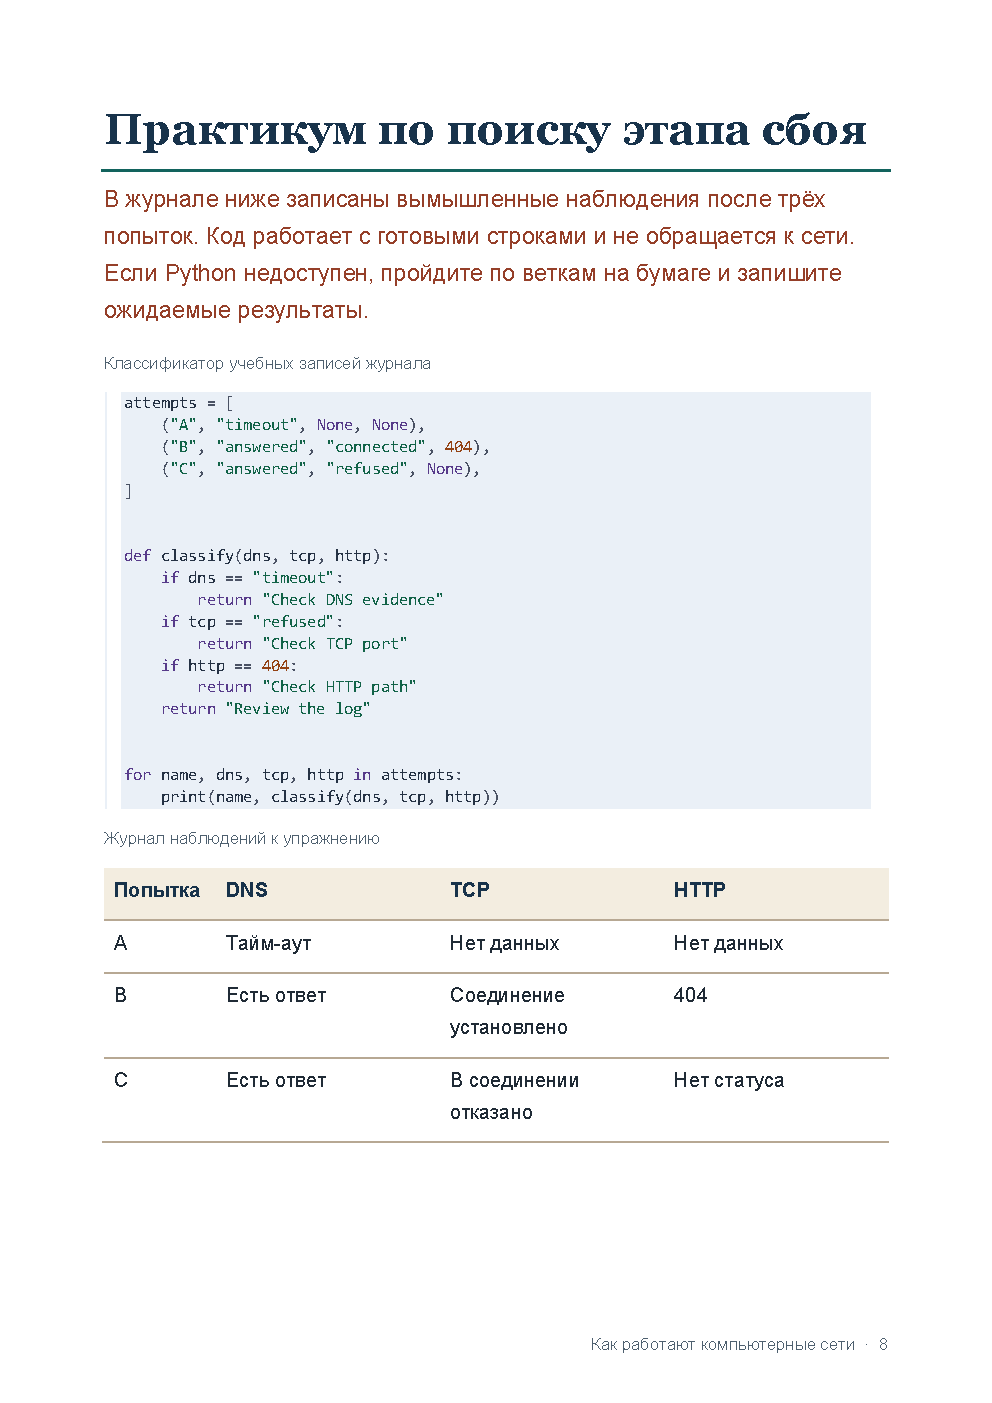 Практикум по поиску этапа сбоя
В журнале ниже записаны вымышленные наблюдения после трёх
попыток. Код работает с готовыми строками и не обращается к сети.
Если Python недоступен, пройдите по веткам на бумаге и запишите
ожидаемые результаты.
Классификатор учебных записей журнала
attempts = [
    ("A", "timeout", None, None),
    ("B", "answered", "connected", 404),
    ("C", "answered", "refused", None),
]
def classify(dns, tcp, http):
    if dns == "timeout":
        return "Check DNS evidence"
    if tcp == "refused":
        return "Check TCP port"
    if http == 404:
        return "Check HTTP path"
    return "Review the log"
for name, dns, tcp, http in attempts:
    print(name, classify(dns, tcp, http))
Журнал наблюдений к упражнению
Попытка DNS TCP HTTP
A Тайм-аут Нет данных Нет данных
B Есть ответ Соединение 404
установлено
C Есть ответ В соединении Нет статуса
отказано
Как работают компьютерные сети · 8